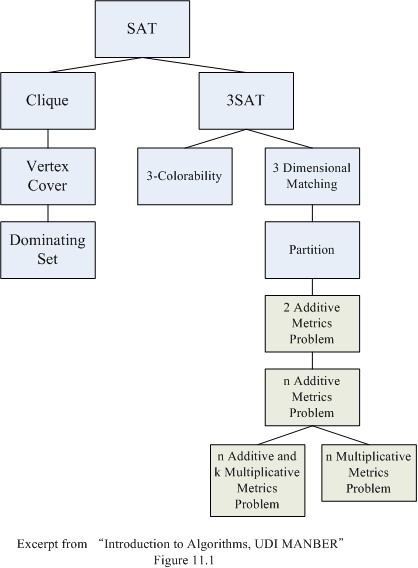 SAT
Clique
3SAT
Vertex
Cover
3-Colorability
3 Dimensional
Matching
Dominating
Set
Partition
2 Additive
Metrics
Problem
n Additive
Metrics
Problem
n Additive and
k Multiplicative
Metrics
Problem
n Multiplicative
Metrics
Problem
Excerpt from “Introduction to Algorithms, UDI MANBER”
Figure 11.1